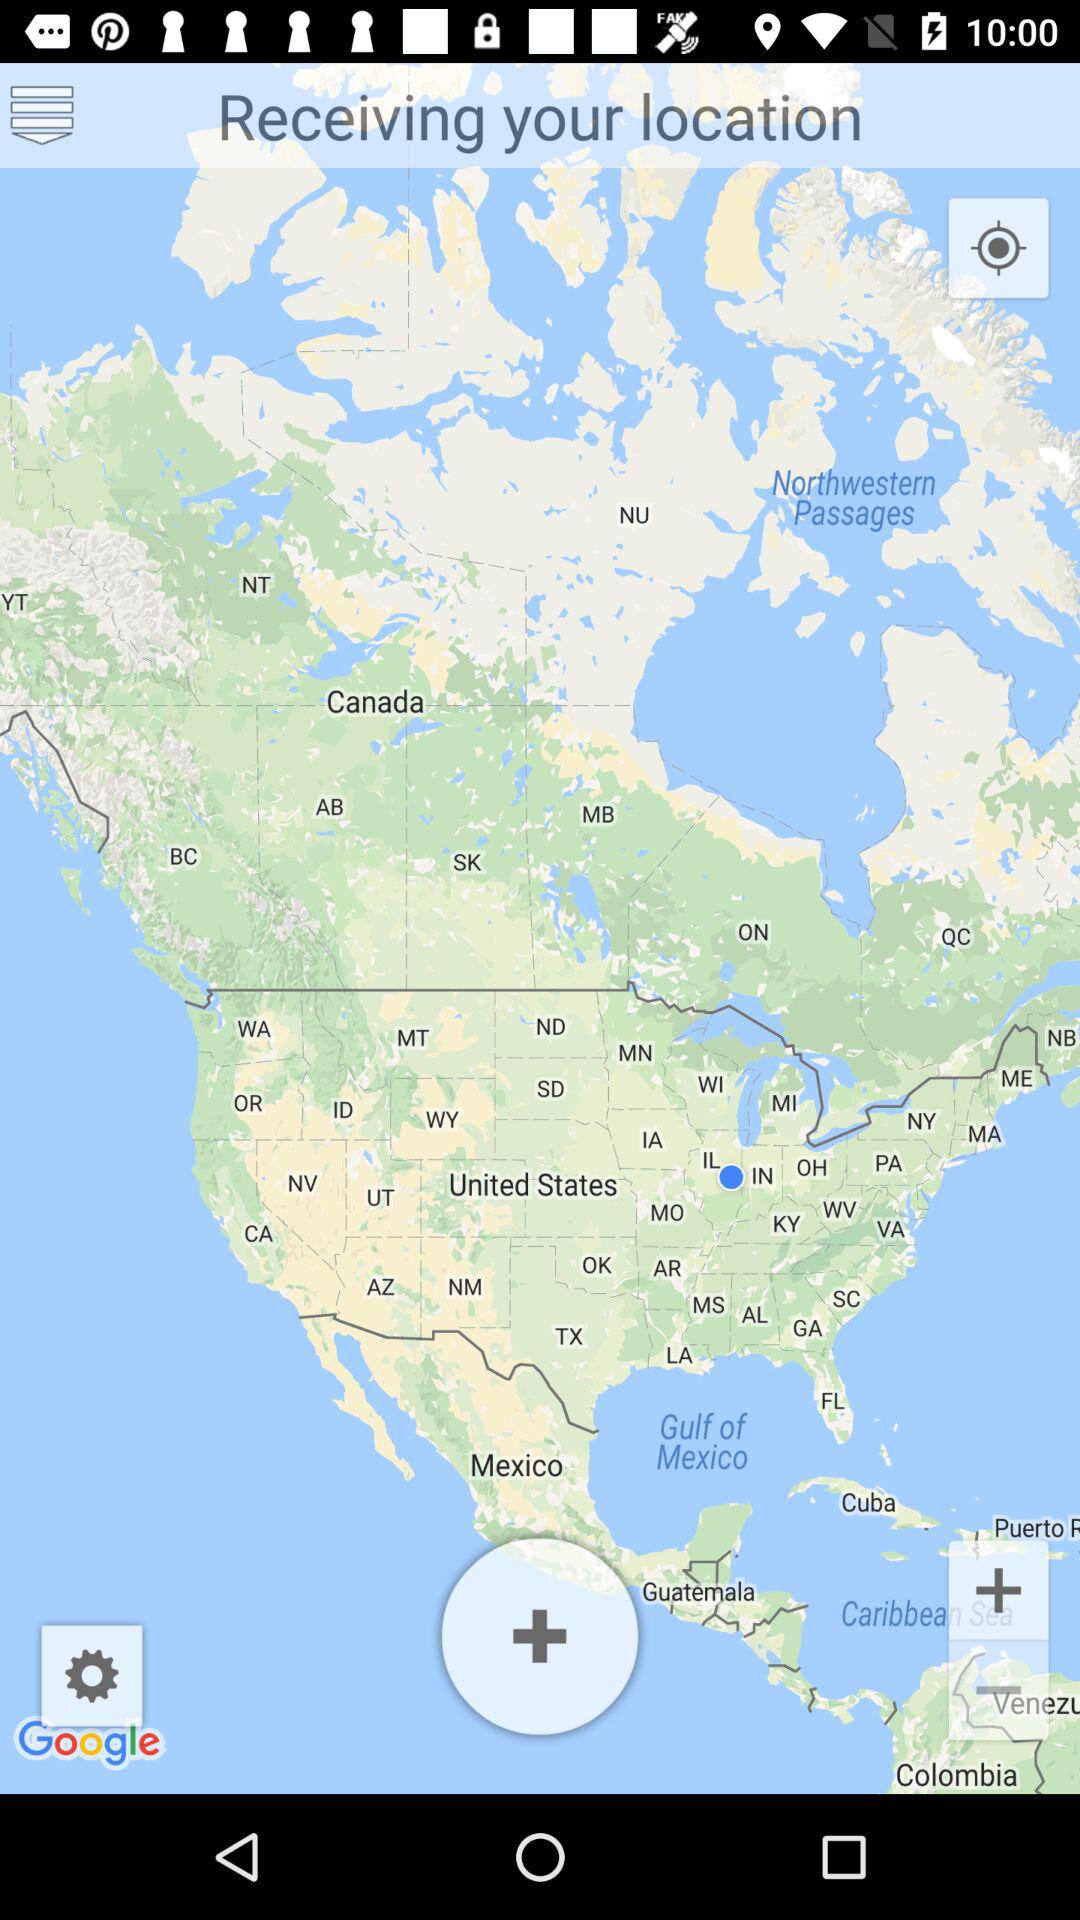 FAKE
10:00
Receiving your location
Northwestern
Passages
NU
NT
YT
Canada
AB
MB
BC
SK
ON
QC
WA
MT
ND
MN
NB
ME
WI
SD
OR
ID
WY
MI
NY
IA
MA
IL
IN
OH
PA
NV
UT
United States
MO
KY
WV
VA
CA
OK
AR
AZ
NM
MS
AL
SC
GA
TX
LA
FL
Gulf of
Mexico
Mexico
Cuba
Puerto R
Guatemala
Caribbean Sea
Venezu
Google
Colombia